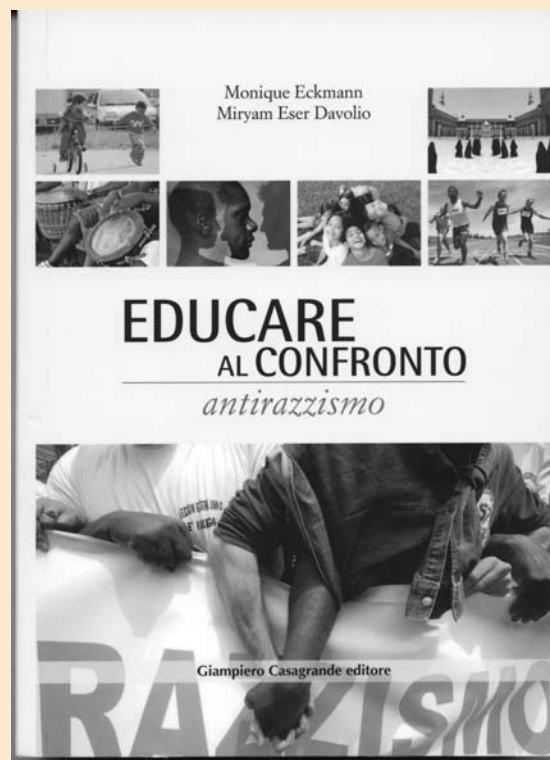 Monique Eckmann
Miryam Eser Davolio
EDUCARE
AL CONFRONTO
antirazzismo
Giampiero Casagrande editore
RAZZISMO